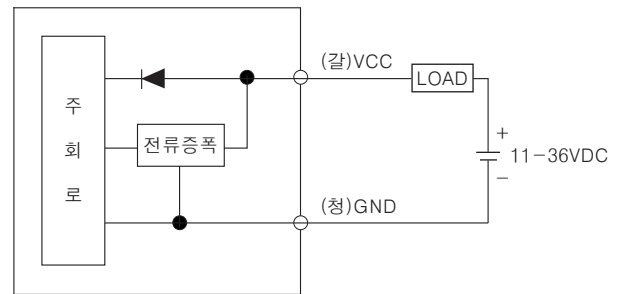 (갈)VCC
LOAD
주
회
로
전류증폭
+
11-36VDC
-
(청)GND